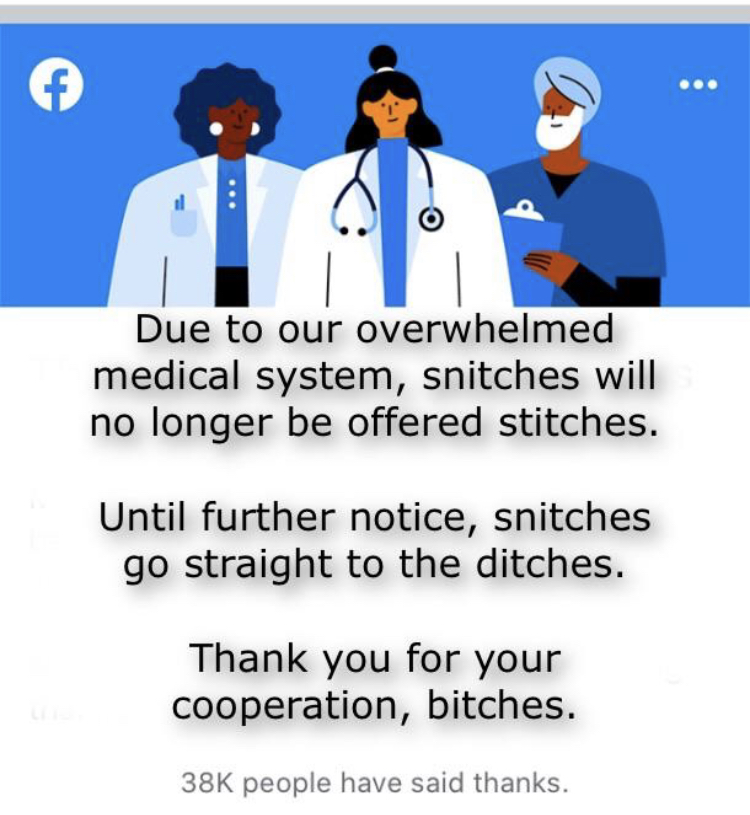 Due to our overwhelmed
medical system, snitches will
no longer be offered stitches.
Until further notice, snitches
go straight to the ditches.
Thank you for your
cooperation, bitches.
38K people have said thanks.